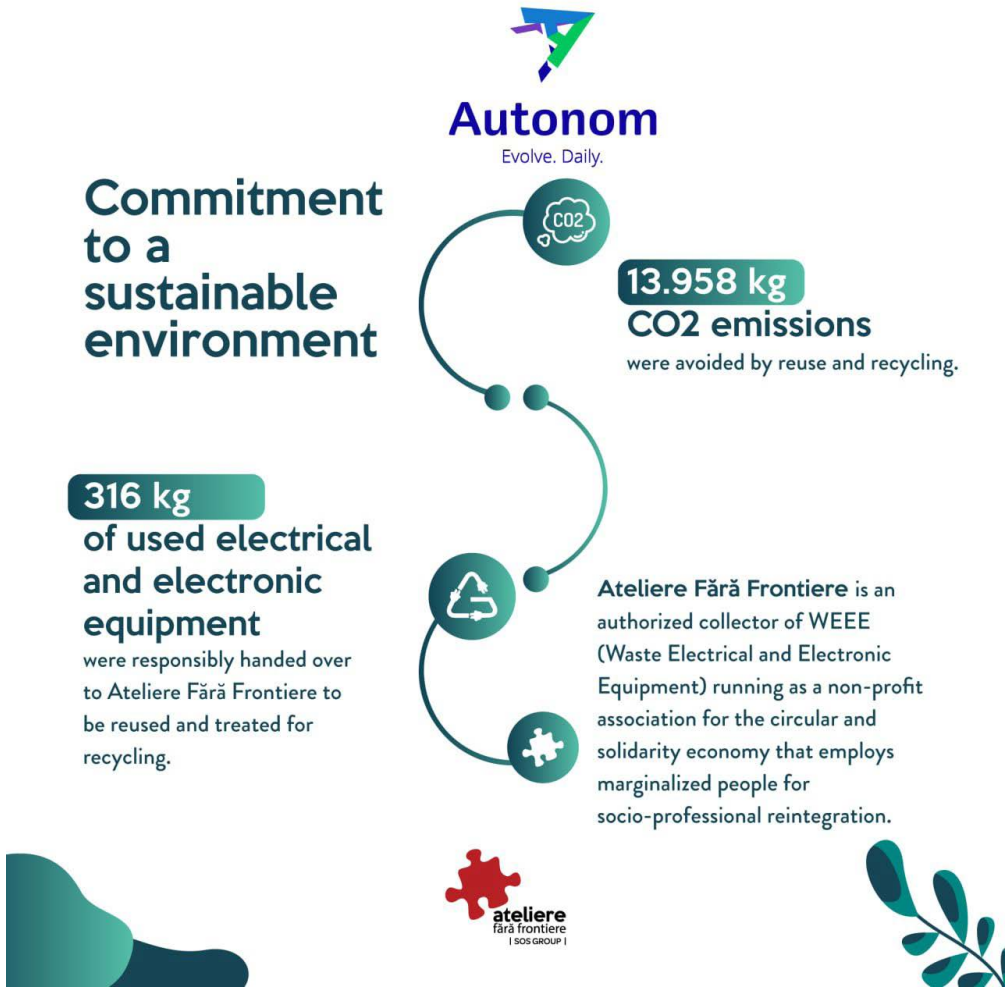 Autonom
Evolve. Daily.
Commitment
to a
sustainable
environment
CO2
13.958 kg
CO2 emissions
were avoided by reuse and recycling.
316 kg
of used electrical
and electronic
equipment
were responsibly handed over
to Ateliere Fără Frontiere to
be reused and treated for
recycling.
Ateliere Fără Frontiere is an
authorized collector of WEEE
(Waste Electrical and Electronic
Equipment) running as a non-profit
association for the circular and
solidarity economy that employs
marginalized people for
socio-professional reintegration.
ateliere
fără frontiere
| SOS GROUP |